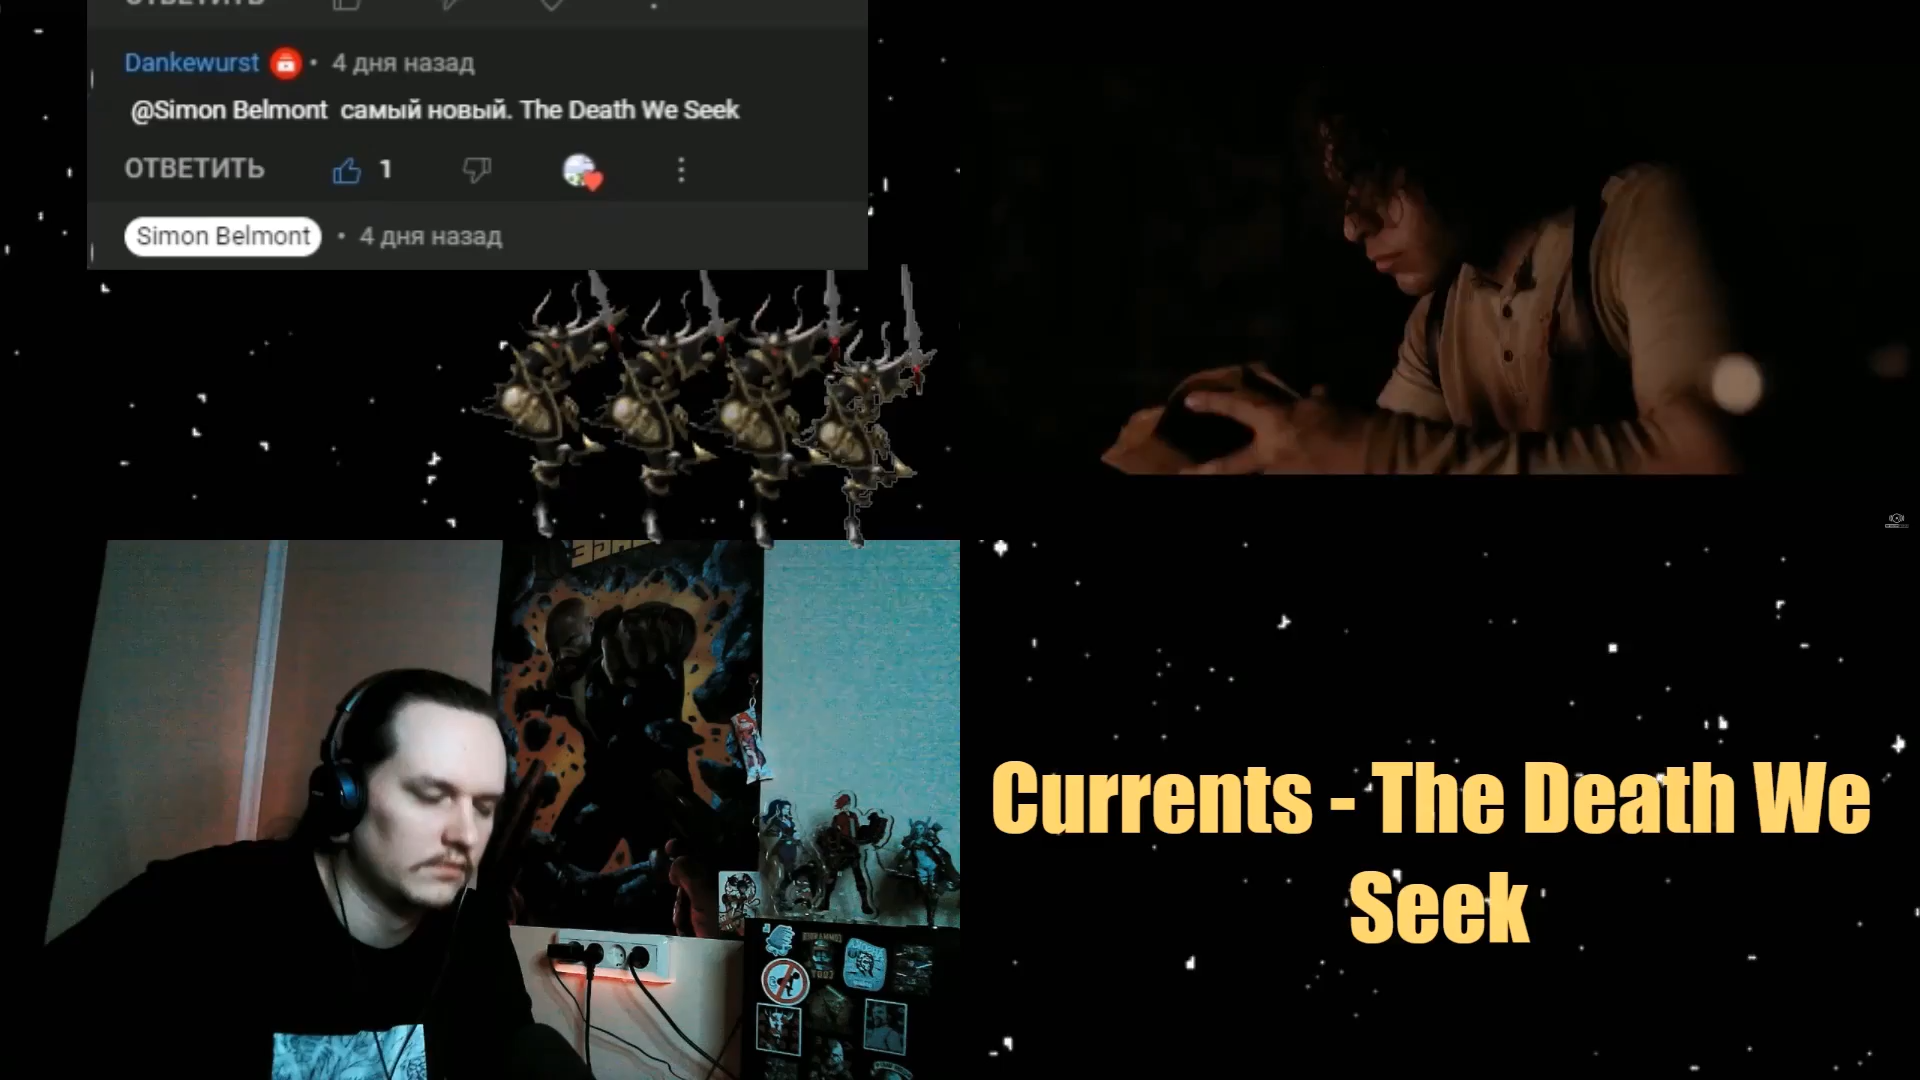 ОТВЕТИТЬ
Dankewurst • 4 дня назад
@Simon Belmont самый новый. The Death We Seek
ОТВЕТИТЬ 1
Simon Belmont • 4 дня назад
Currents - The Death We
Seek